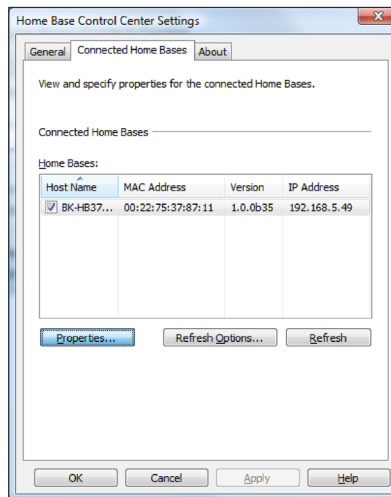 Home Base Control Center Settings
General Connected Home Bases About
View and specify properties for the connected Home Bases.
Connected Home Bases
Home Bases:
Host Name MAC Address Version IP Address
BK-HB37... 00:22:75:37:87:11 1.0.0b35 192.168.5.49
Properties... Refresh Options... Refresh
OK Cancel Apply Help